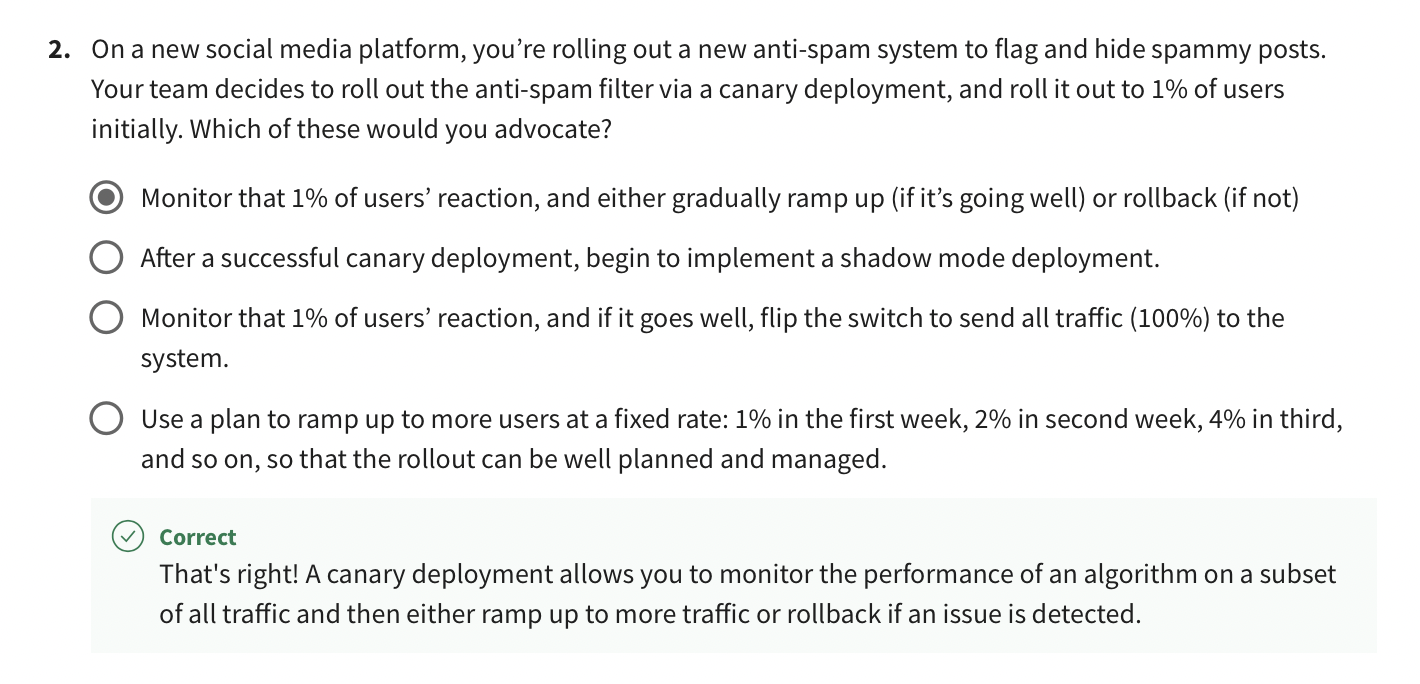 2. On a new social media platform, you’re rolling out a new anti-spam system to flag and hide spammy posts.
Your team decides to roll out the anti-spam filter via a canary deployment, and roll it out to 1% of users
initially. Which of these would you advocate?
Monitor that 1% of users’ reaction, and either gradually ramp up (if it’s going well) or rollback (if not)
After a successful canary deployment, begin to implement a shadow mode deployment.
Monitor that 1% of users’ reaction, and if it goes well, flip the switch to send all traffic (100%) to the
system.
Use a plan to ramp up to more users at a fixed rate: 1% in the first week, 2% in second week, 4% in third,
and so on, so that the rollout can be well planned and managed.
Correct
That's right! A canary deployment allows you to monitor the performance of an algorithm on a subset
of all traffic and then either ramp up to more traffic or rollback if an issue is detected.